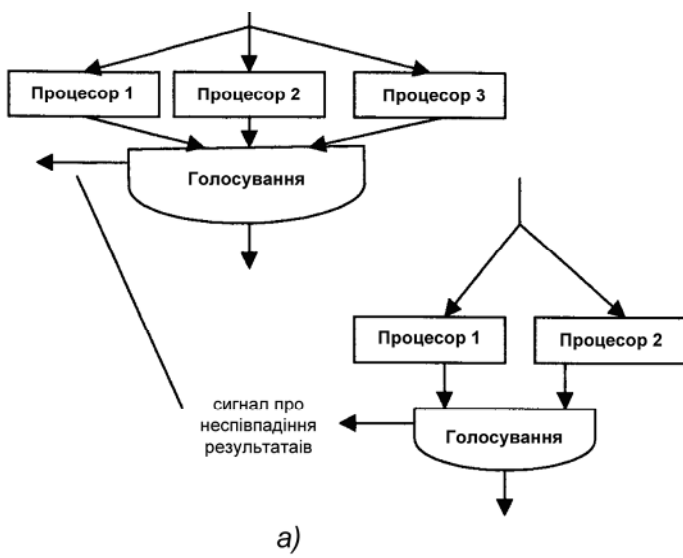 Процесор 1
Процесор 2
Процесор 3
Голосування
Процесор 1
Процесор 2
сигнал про
неспівпадіння
результатаів
Голосування
а)